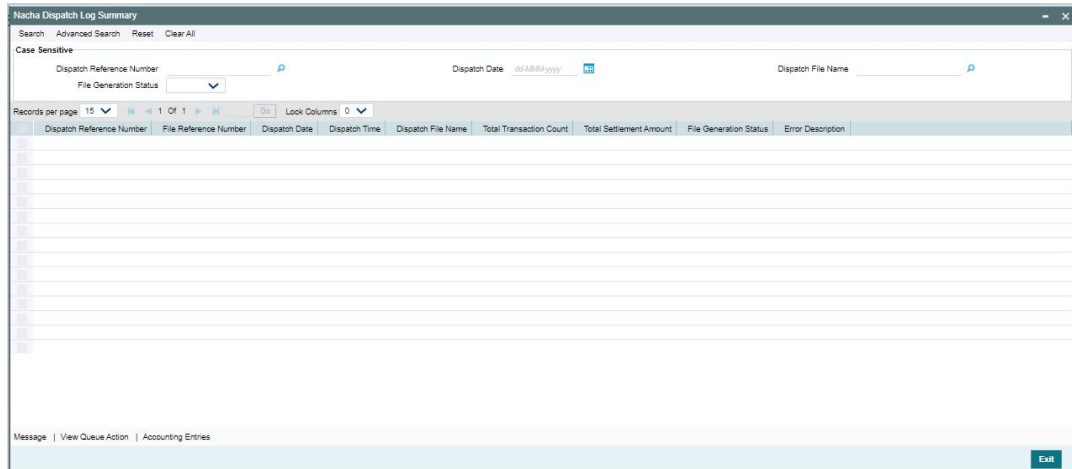 Nacha Dispatch Log Summary
Search Advanced Search Reset Clear All
Case Sensitive
Dispatch Reference Number Dispatch Date dd-MMM-yyyy Dispatch File Name
File Generation Status
Records per page 15 1 Of 1 Go Lock Columns 0
Dispatch Reference Number File Reference Number Dispatch Date Dispatch Time Dispatch File Name Total Transaction Count Total Settlement Amount File Generation Status Error Description
Message | View Queue Action | Accounting Entries
Exit